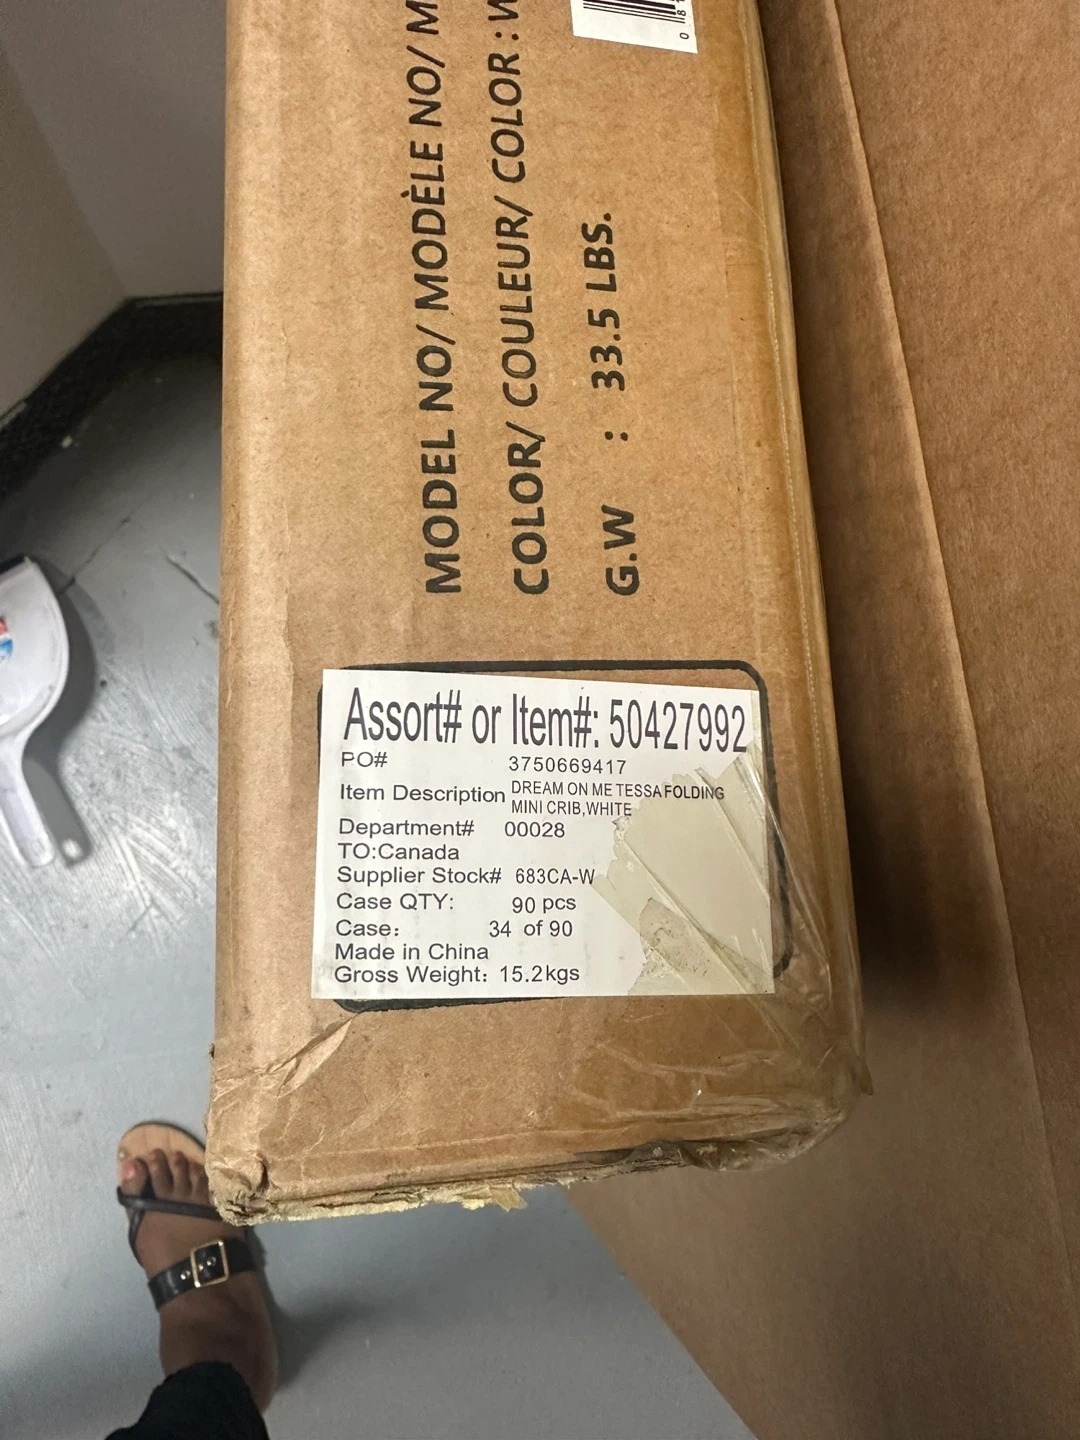 MODEL NO/ MODÈLE NO/ M
COLOR/ COULEUR/ COLOR : W
G.W : 33.5 LBS.
0 8
Assort# or Item#: 50427992
PO# 3750669417
Item Description DREAM ON ME TESSA FOLDING
MINI CRIB,WHITE
Department# 00028
TO:Canada
Supplier Stock# 683CA-W
Case QTY: 90 pcs
Case: 34 of 90
Made in China
Gross Weight: 15.2kgs